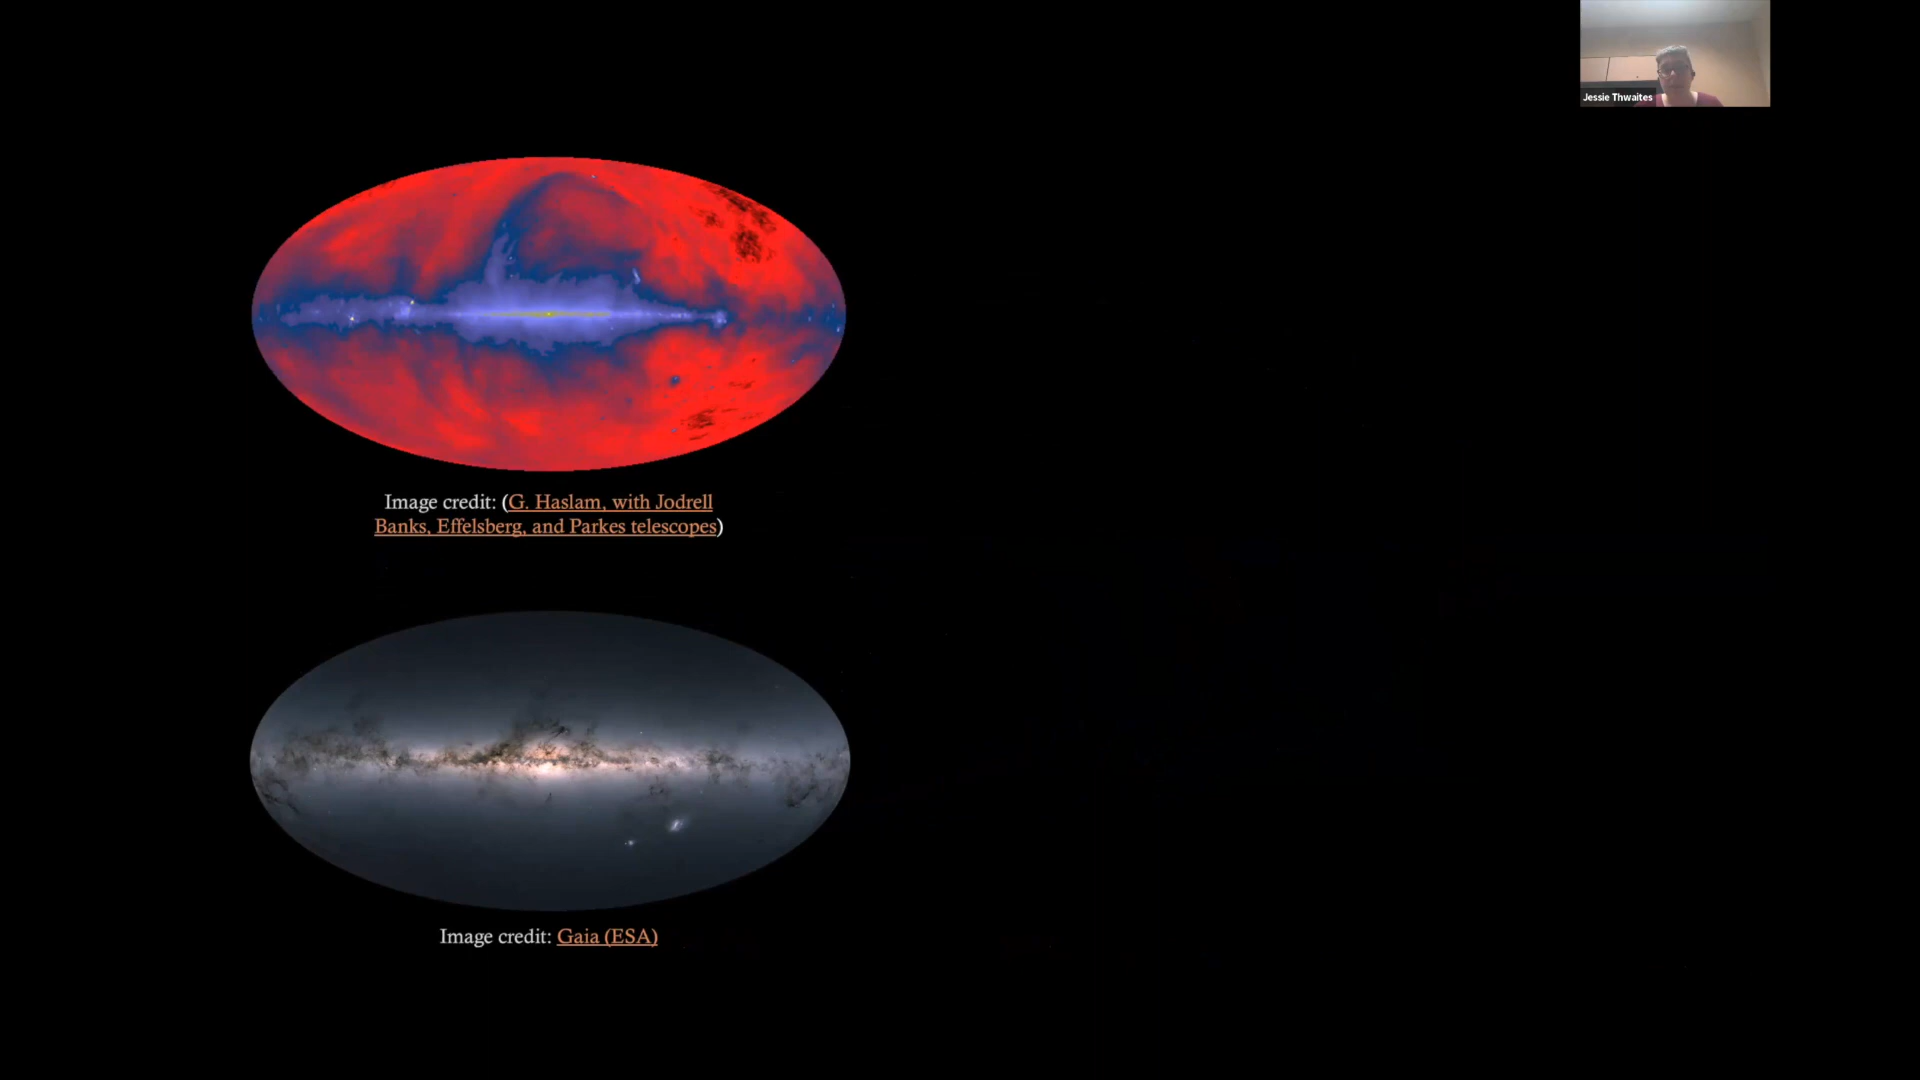 Jessie Thwaites
Image credit: (G. Haslam, with Jodrell
Banks, Effelsberg, and Parkes telescopes)
Image credit: Gaia (ESA)